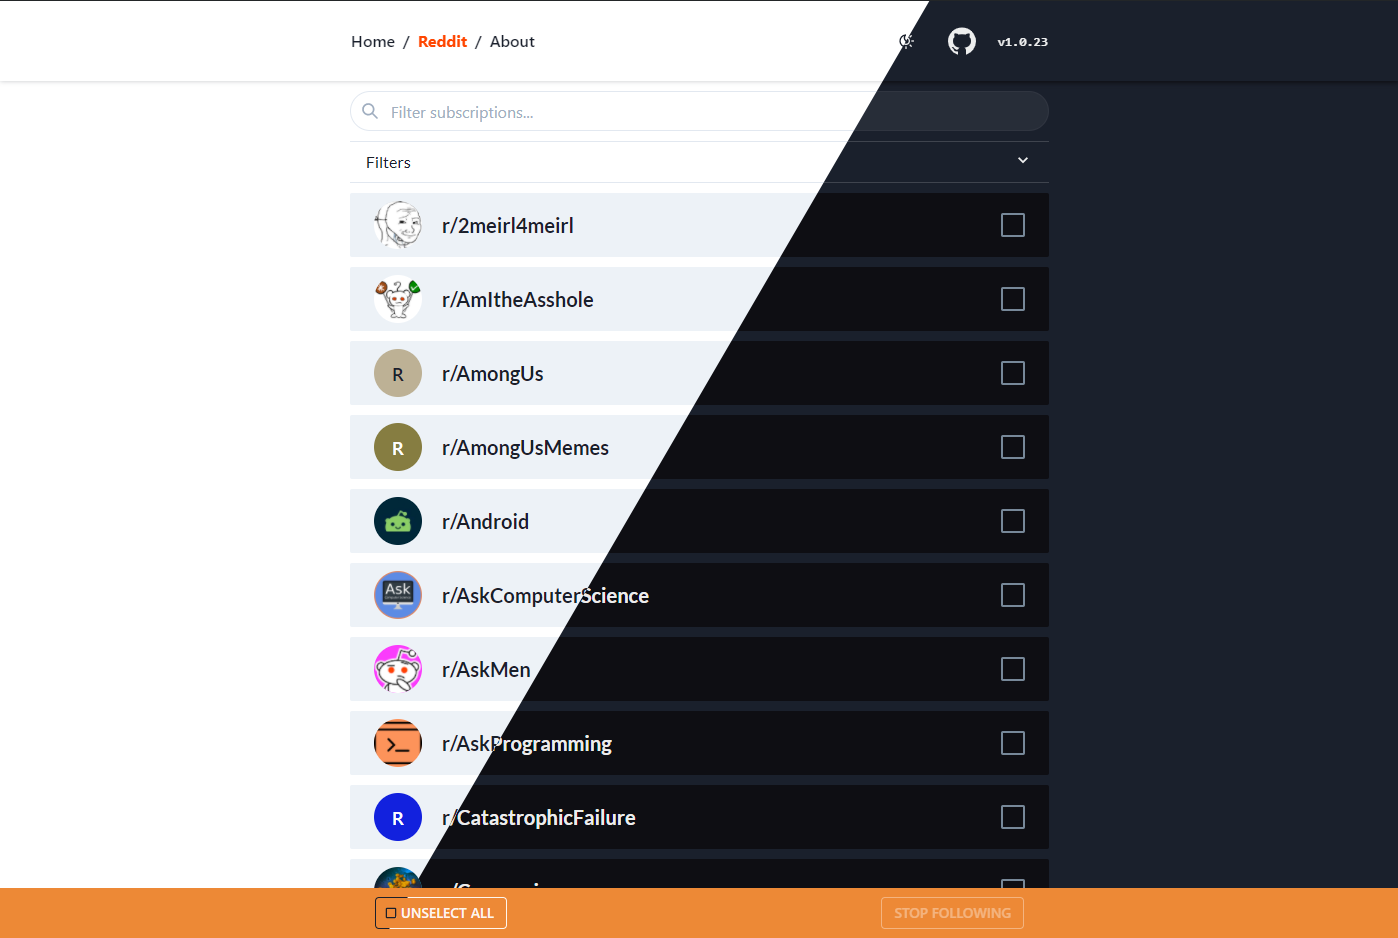 Home / Reddit / About
v1.0.23
Filter subscriptions...
Filters
r/2meirl4meirl
r/AmItheAsshole
R
r/AmongUs
R
r/AmongUsMemes
r/Android
Ask
r/AskComputerScience
r/AskMen
r/AskProgramming
R
r/CatastrophicFailure
UNSELECT ALL
STOP FOLLOWING